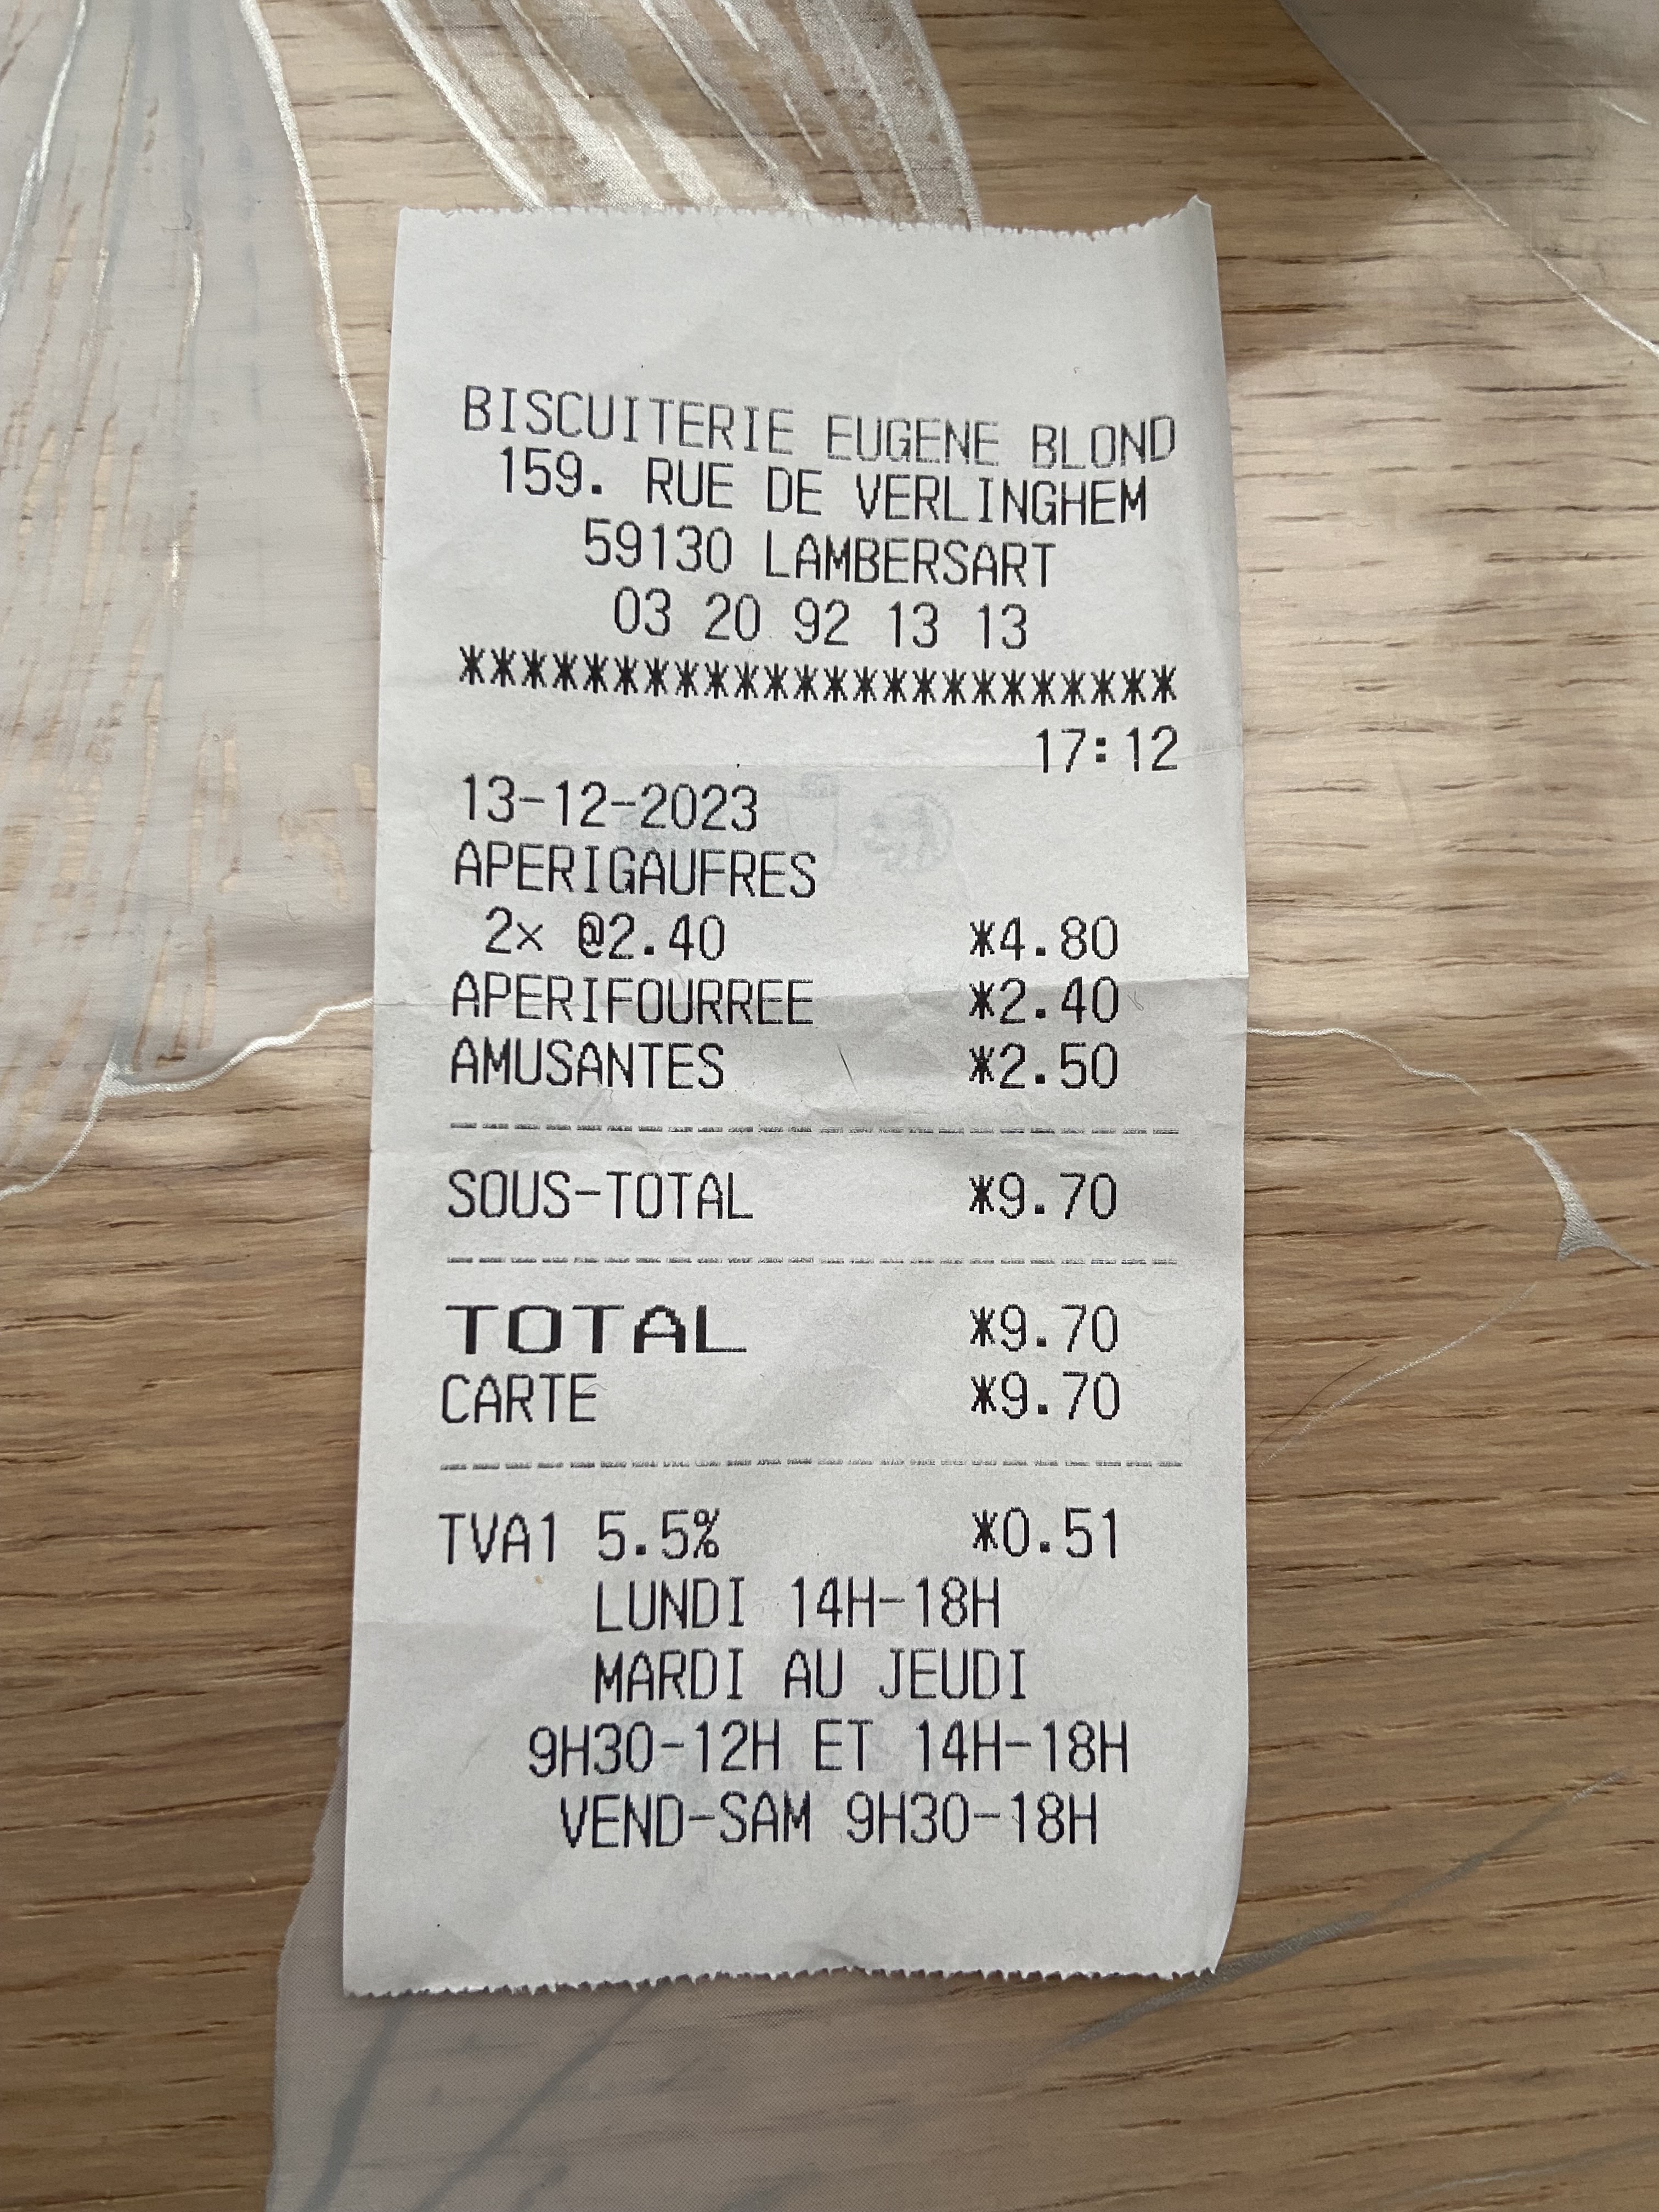 BISCUITERIE EUGENE BLOND
159. RUE DE VERLINGHEM
59130 LAMBERSART
03 20 92 13 13
************************
17:12
13-12-2023
APERIGAUFRES
2× @2.40 *4.80
APERIFOURREE *2.40
AMUSANTES *2.50
SOUS-TOTAL *9.70
TOTAL *9.70
CARTE *9.70
TVA1 5.5% *0.51
LUNDI 14H-18H
MARDI AU JEUDI
9H30-12H ET 14H-18H
VEND-SAM 9H30-18H